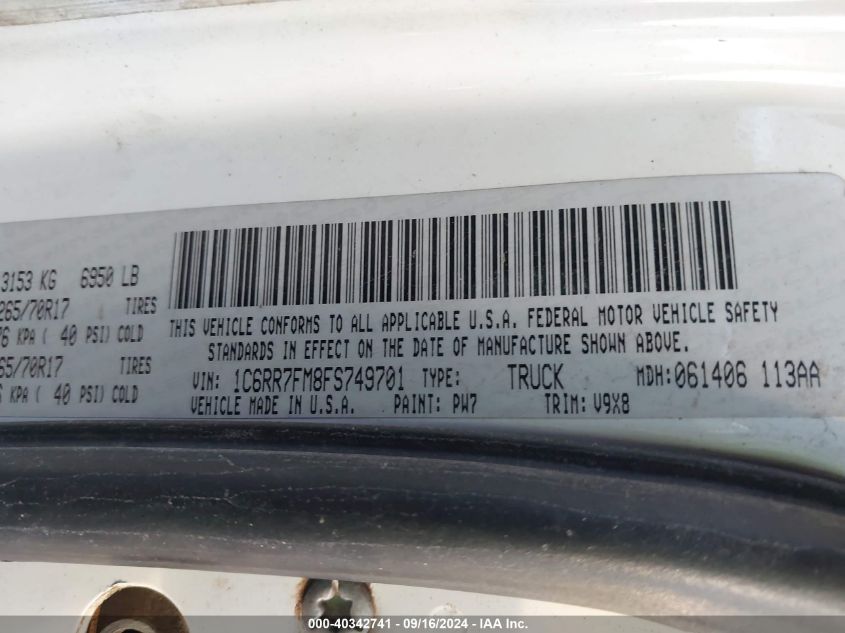 3153 KG 6950 LB
265/70R17 TIRES
KPA ( 40 PSI) COLD
65/70R17 TIRES
KPA ( 40 PSI) COLD
THIS VEHICLE CONFORMS TO ALL APPLICABLE U.S.A. FEDERAL MOTOR VEHICLE SAFETY
STANDARDS IN EFFECT ON THE DATE OF MANUFACTURE SHOWN ABOVE.
VIN: 1C6RR7FM8FS749701 TYPE: TRUCK MDH:061406 113AA
VEHICLE MADE IN U.S.A. PAINT: PW7 TRIM: V9X8
000-40342741 - 09/16/2024 - IAA Inc.